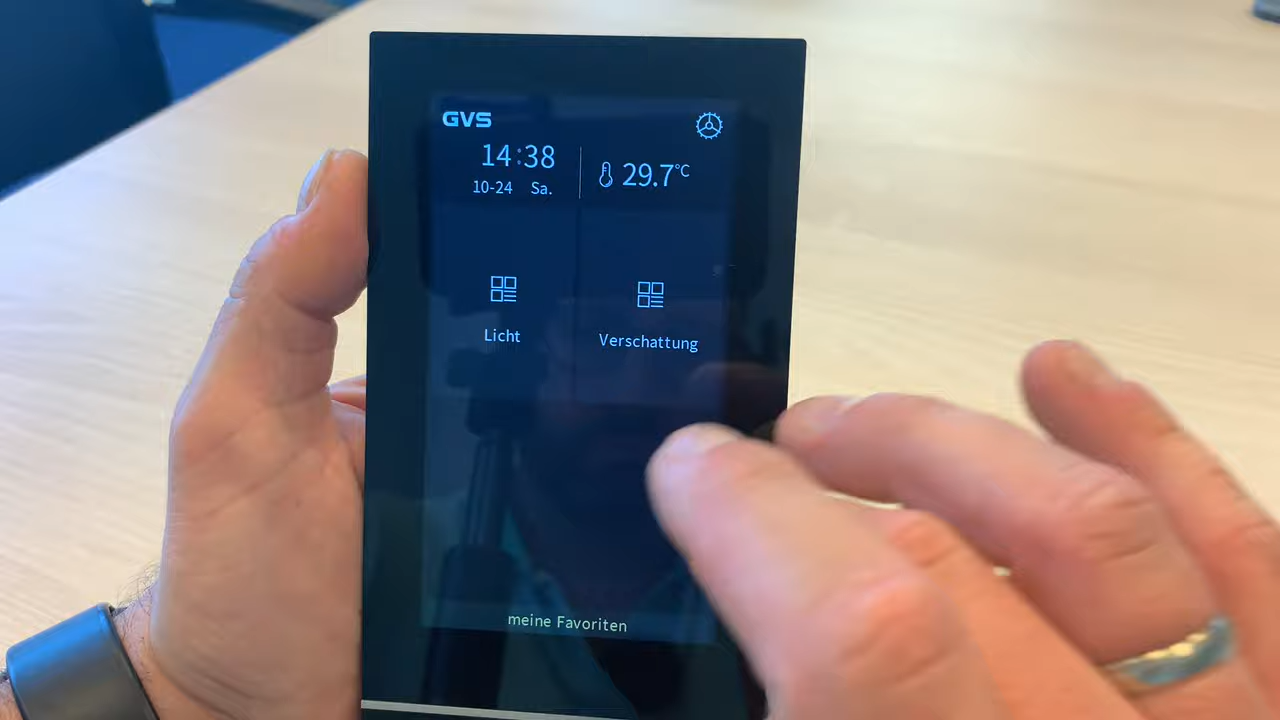 GVS
14:38
10-24 Sa.
29.7°C
Licht
Verschattung
meine Favoriten